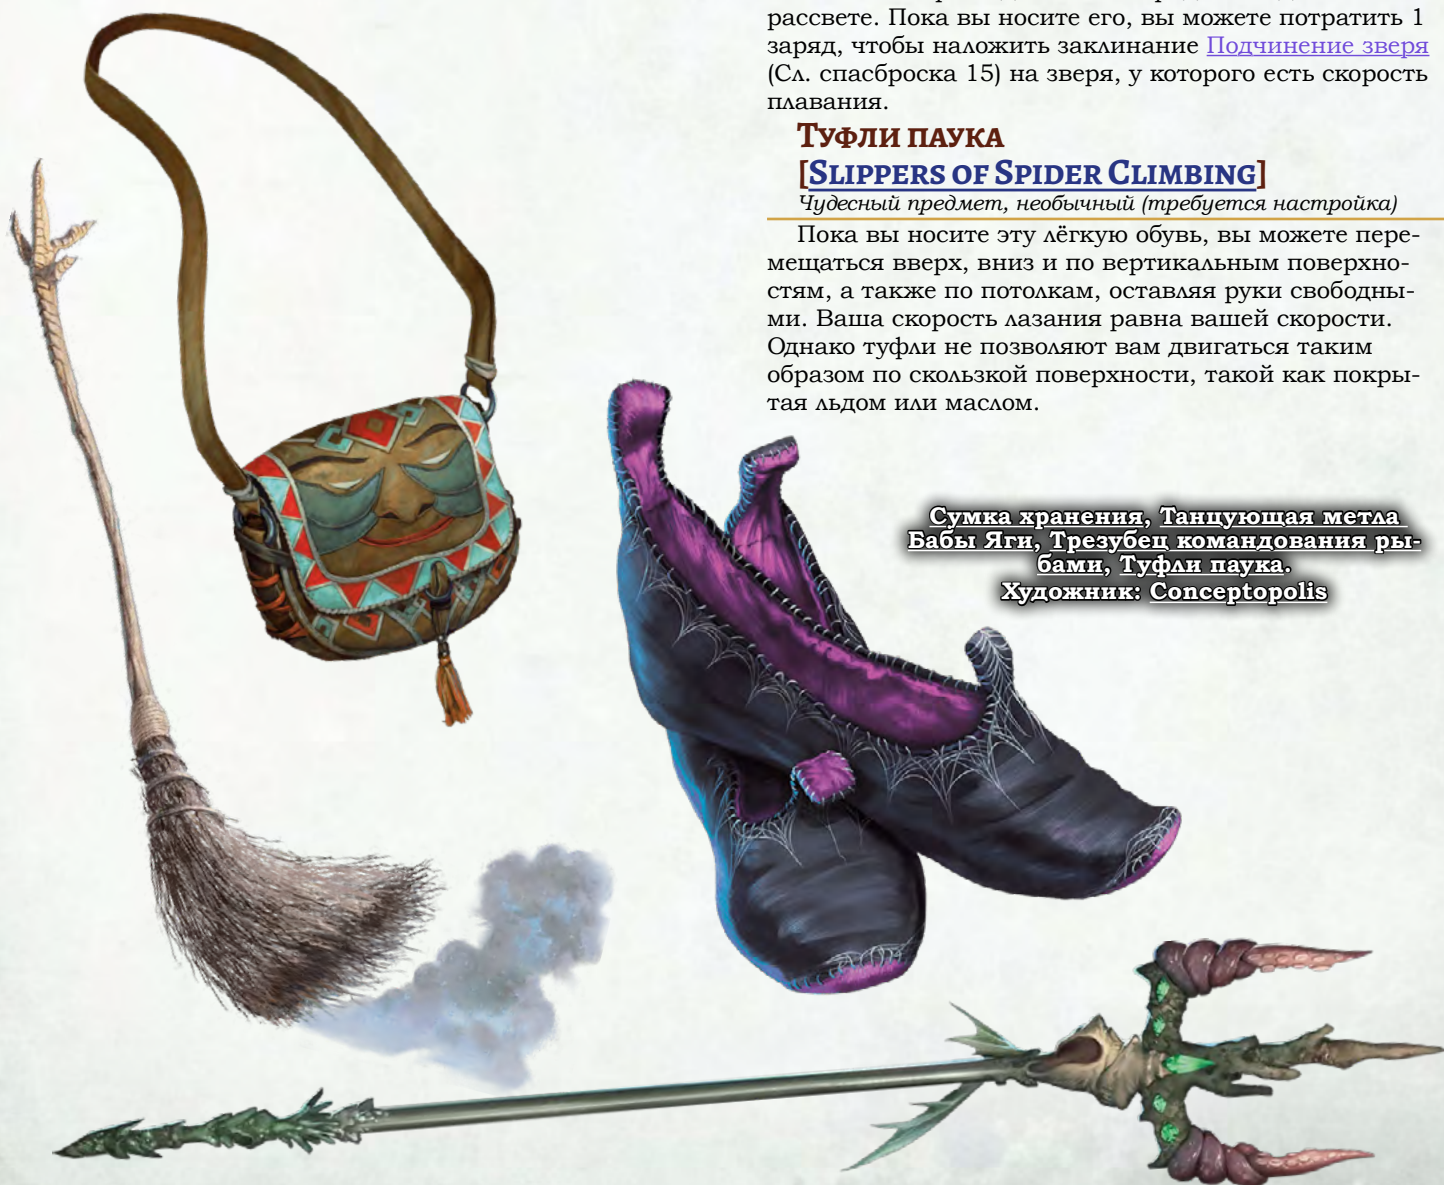 рассвете. Пока вы носите его, вы можете потратить 1
заряд, чтобы наложить заклинание Подчинение зверя
(Сл. спасброска 15) на зверя, у которого есть скорость
плавания.
Туфли паука
[Slippers of Spider Climbing]
Чудесный предмет, необычный (требуется настройка)
Пока вы носите эту лёгкую обувь, вы можете пере-
мещаться вверх, вниз и по вертикальным поверхно-
стям, а также по потолкам, оставляя руки свободны-
ми. Ваша скорость лазания равна вашей скорости.
Однако туфли не позволяют вам двигаться таким
образом по скользкой поверхности, такой как покры-
тая льдом или маслом.
Сумка хранения, Танцующая метла
Бабы Яги, Трезубец командования ры-
бами, Туфли паука.
Художник: Conceptopolis